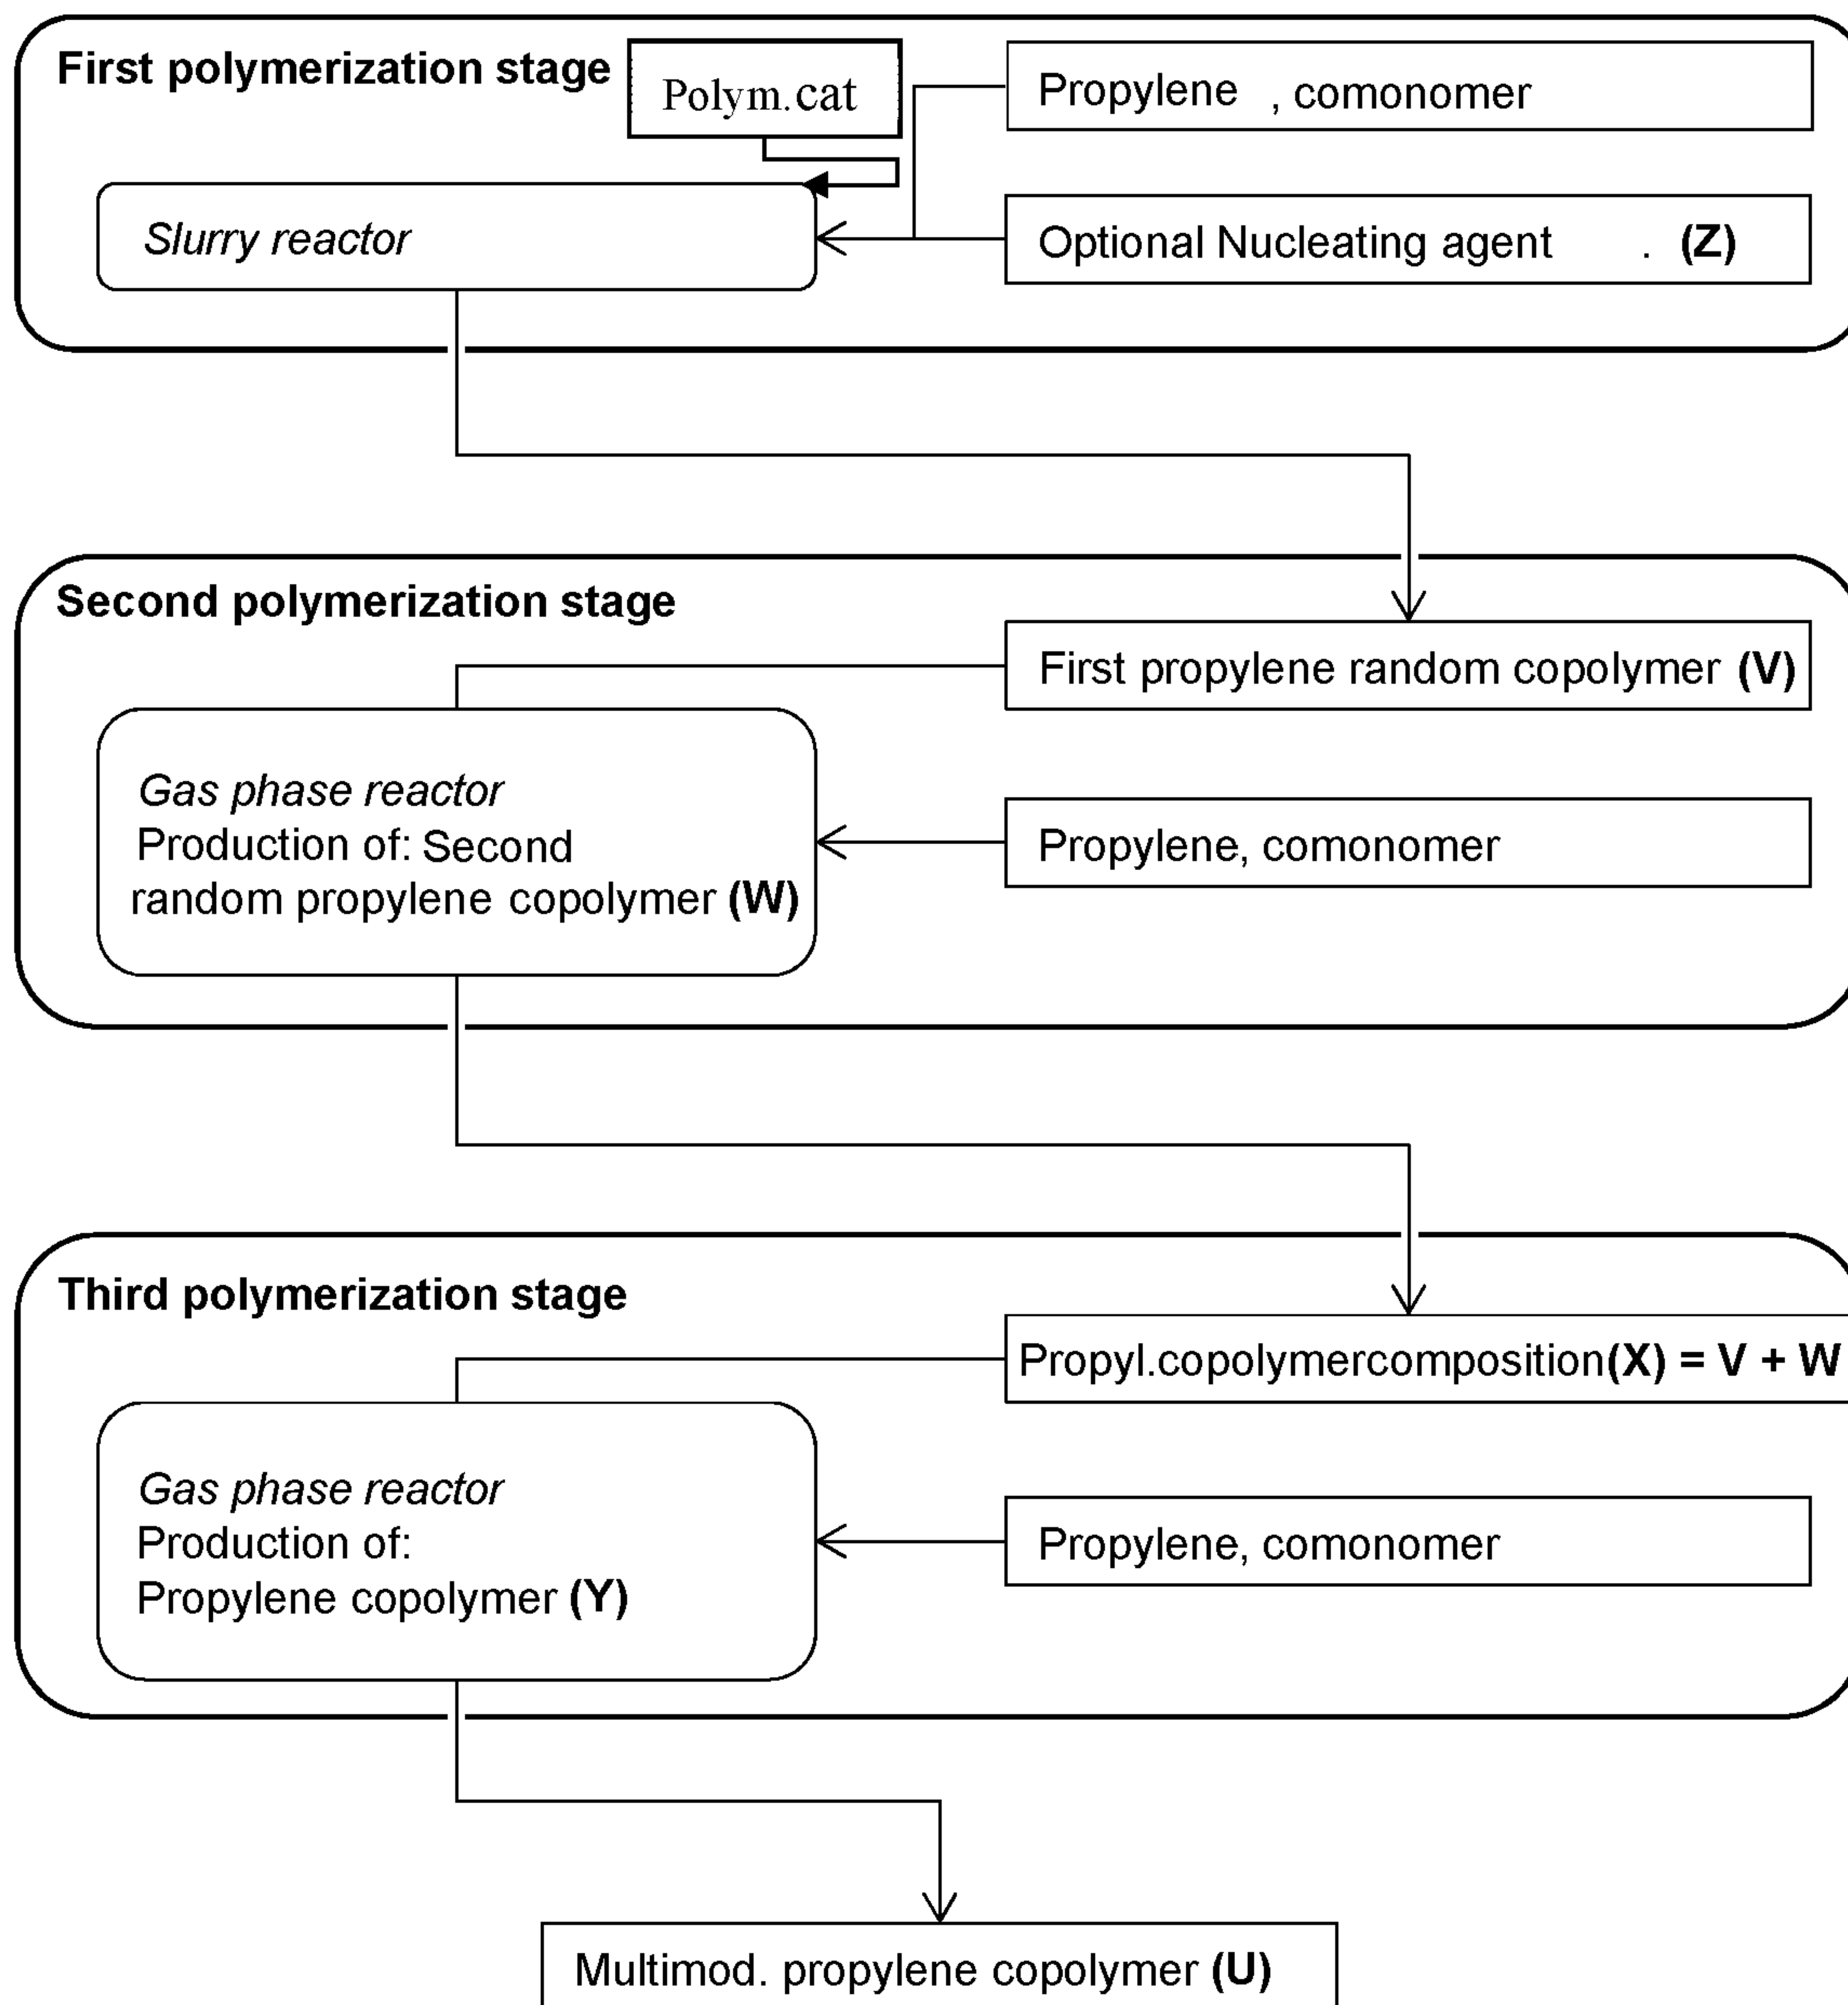 First polymerization stage
Polym.cat
Propylene , comonomer
Slurry reactor
Optional Nucleating agent . (Z)
Second polymerization stage
First propylene random copolymer (V)
Gas phase reactor
Production of: Second
random propylene copolymer (W)
Propylene, comonomer
Third polymerization stage
Propyl.copolymercomposition(X) = V + W
Gas phase reactor
Production of:
Propylene copolymer (Y)
Propylene, comonomer
Multimod. propylene copolymer (U)